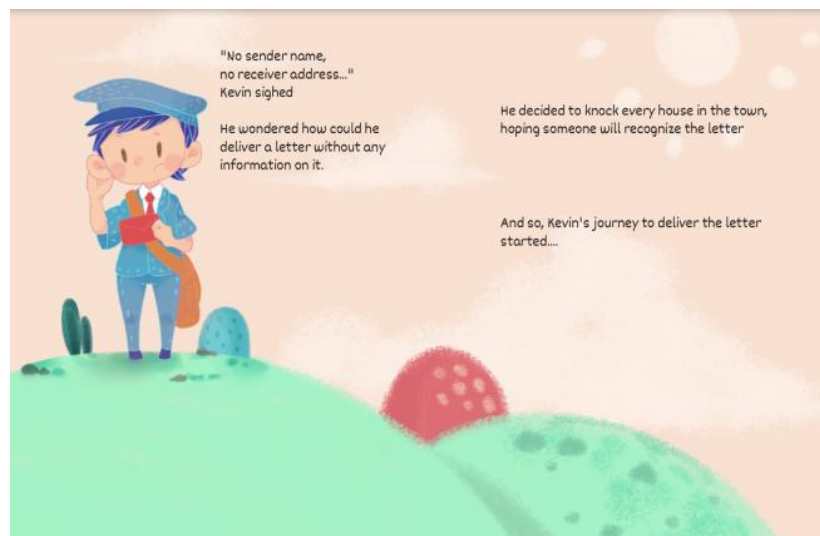 "No sender name,
no receiver address..."
Kevin sighed
He wondered how could he
deliver a letter without any
information on it.
He decided to knock every house in the town,
hoping someone will recognize the letter
And so, Kevin's journey to deliver the letter
started....